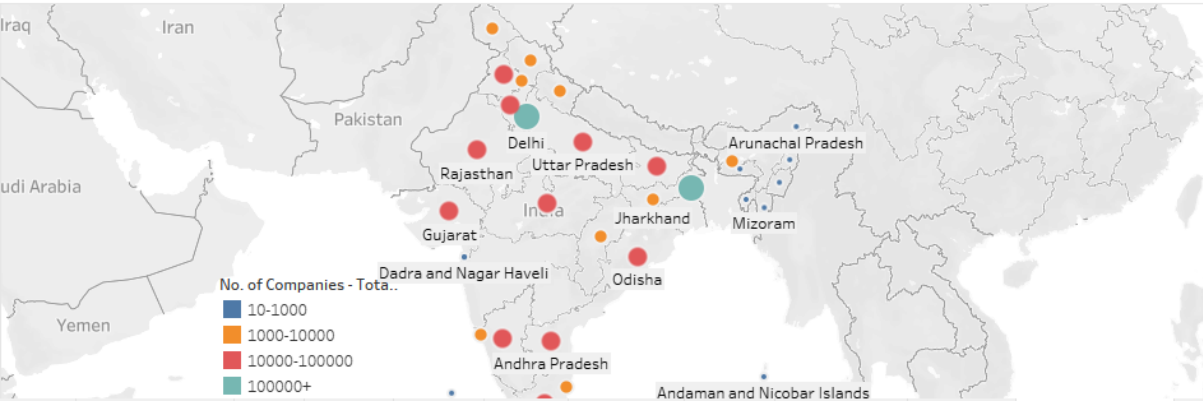 Iraq
Iran
Pakistan
Delhi
Arunachal Pradesh
Uttar Pradesh
Rajasthan
udi Arabia
India
Jharkhand
Mizoram
Gujarat
Dadra and Nagar Haveli
Odisha
No. of Companies - Tota..
10-1000
1000-10000
10000-100000
100000+
Yemen
Andhra Pradesh
Andaman and Nicobar Islands